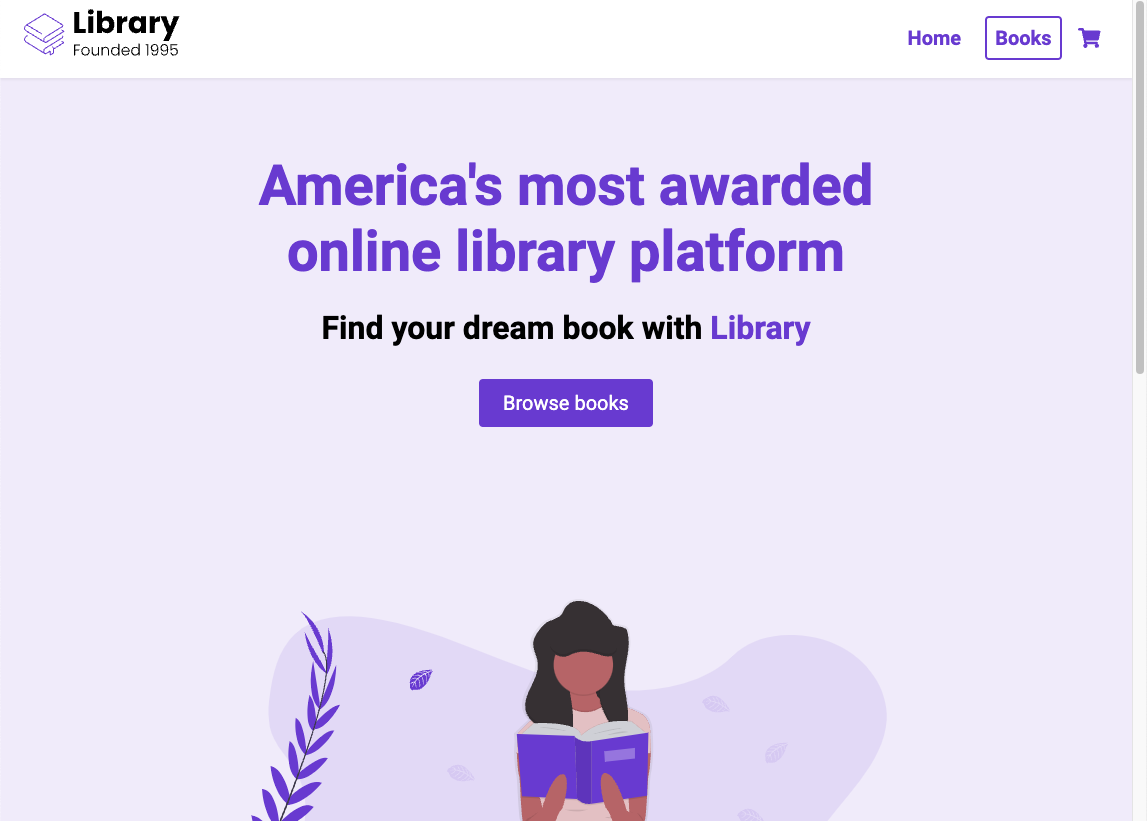 Library
Founded 1995
Home
Books
America's most awarded
online library platform
Find your dream book with Library
Browse books